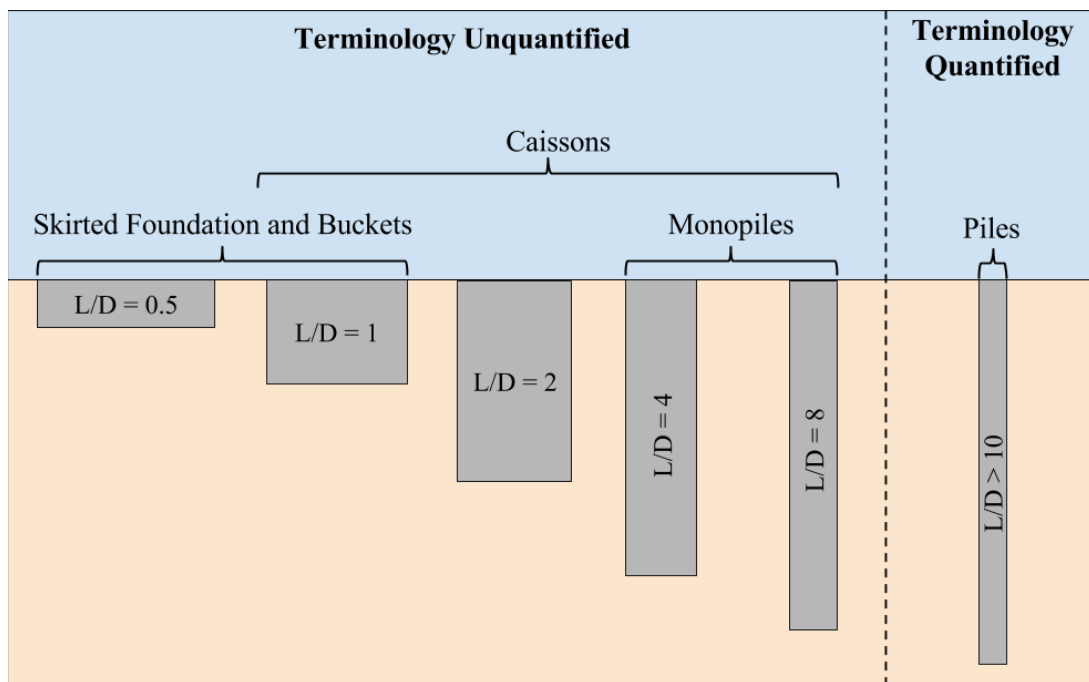 Terminology Unquantified
Terminology
Quantified
Caissons
Skirted Foundation and Buckets
Monopiles
Piles
L/D = 0.5
L/D = 1
L/D = 2
L/D = 4
L/D = 8
L/D > 10